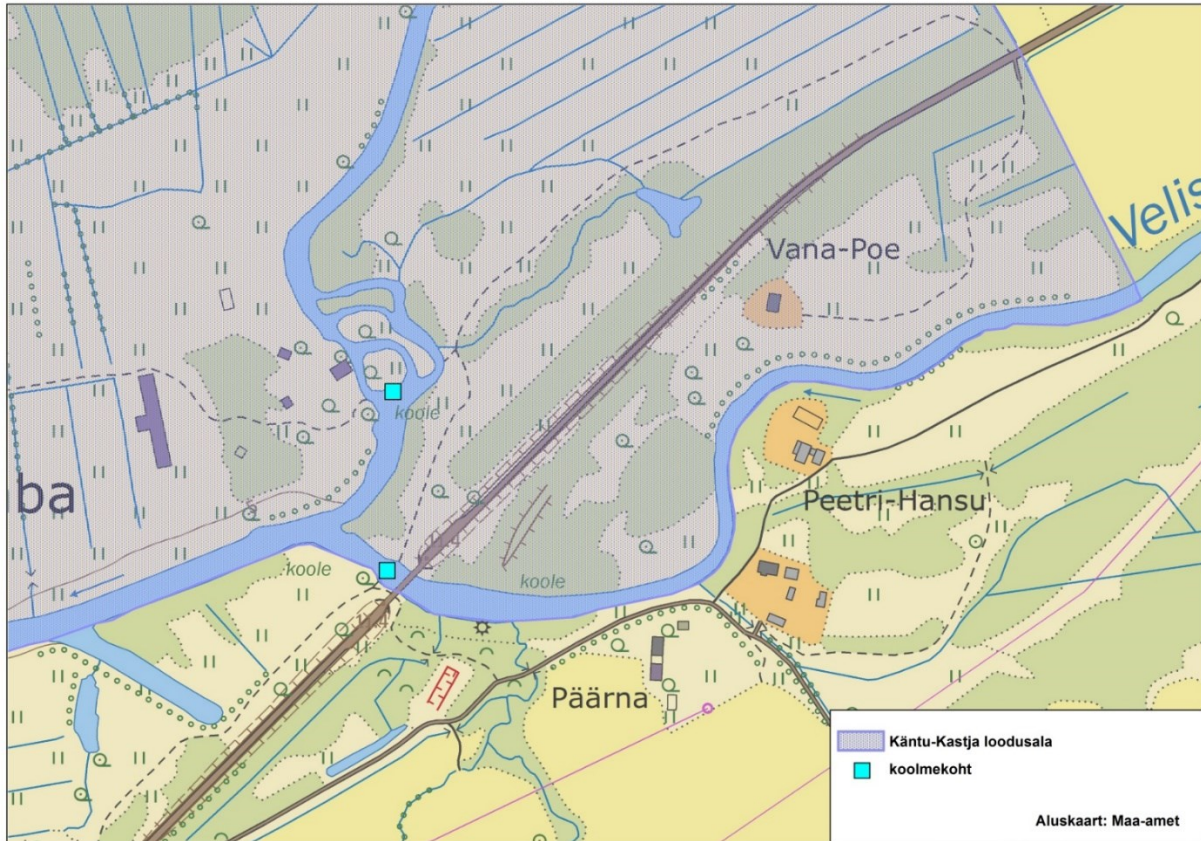 Velis
Vana-Poe
koole
ba
Peetri-Hansu
koole
koole
Päärna
Käntu-Kastja loodusala
koolmekoht
Aluskaart: Maa-amet